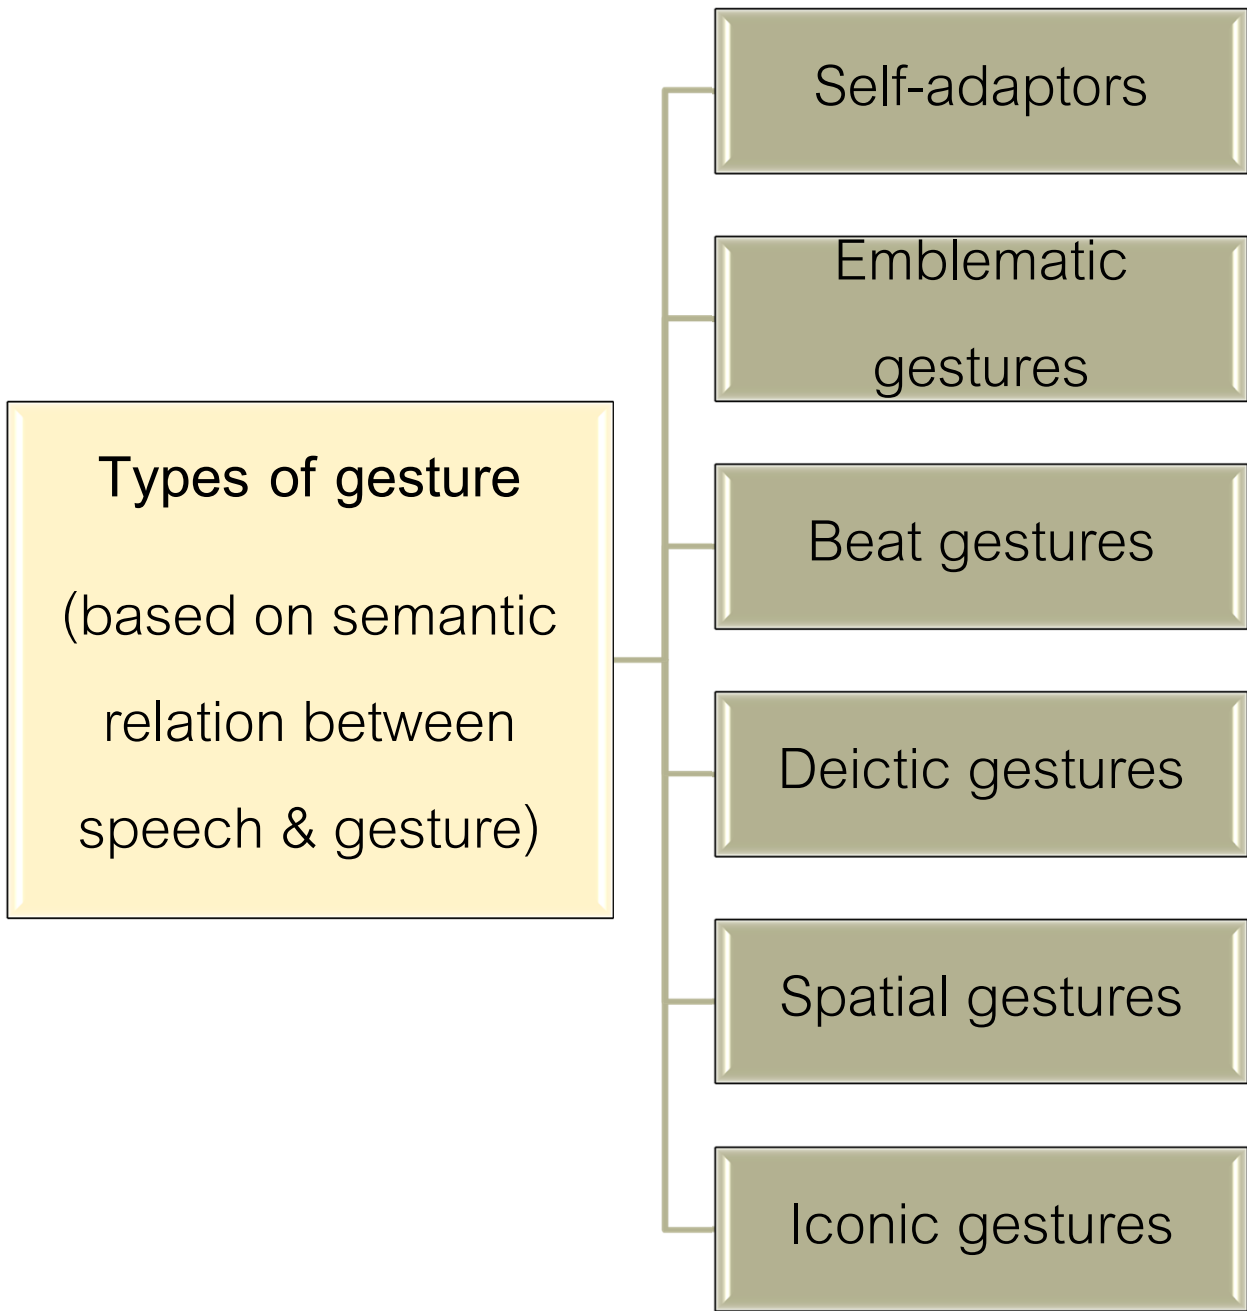 Types of gesture
(based on semantic
relation between
speech & gesture)
Self-adaptors
Emblematic
gestures
Beat gestures
Deictic gestures
Spatial gestures
Iconic gestures